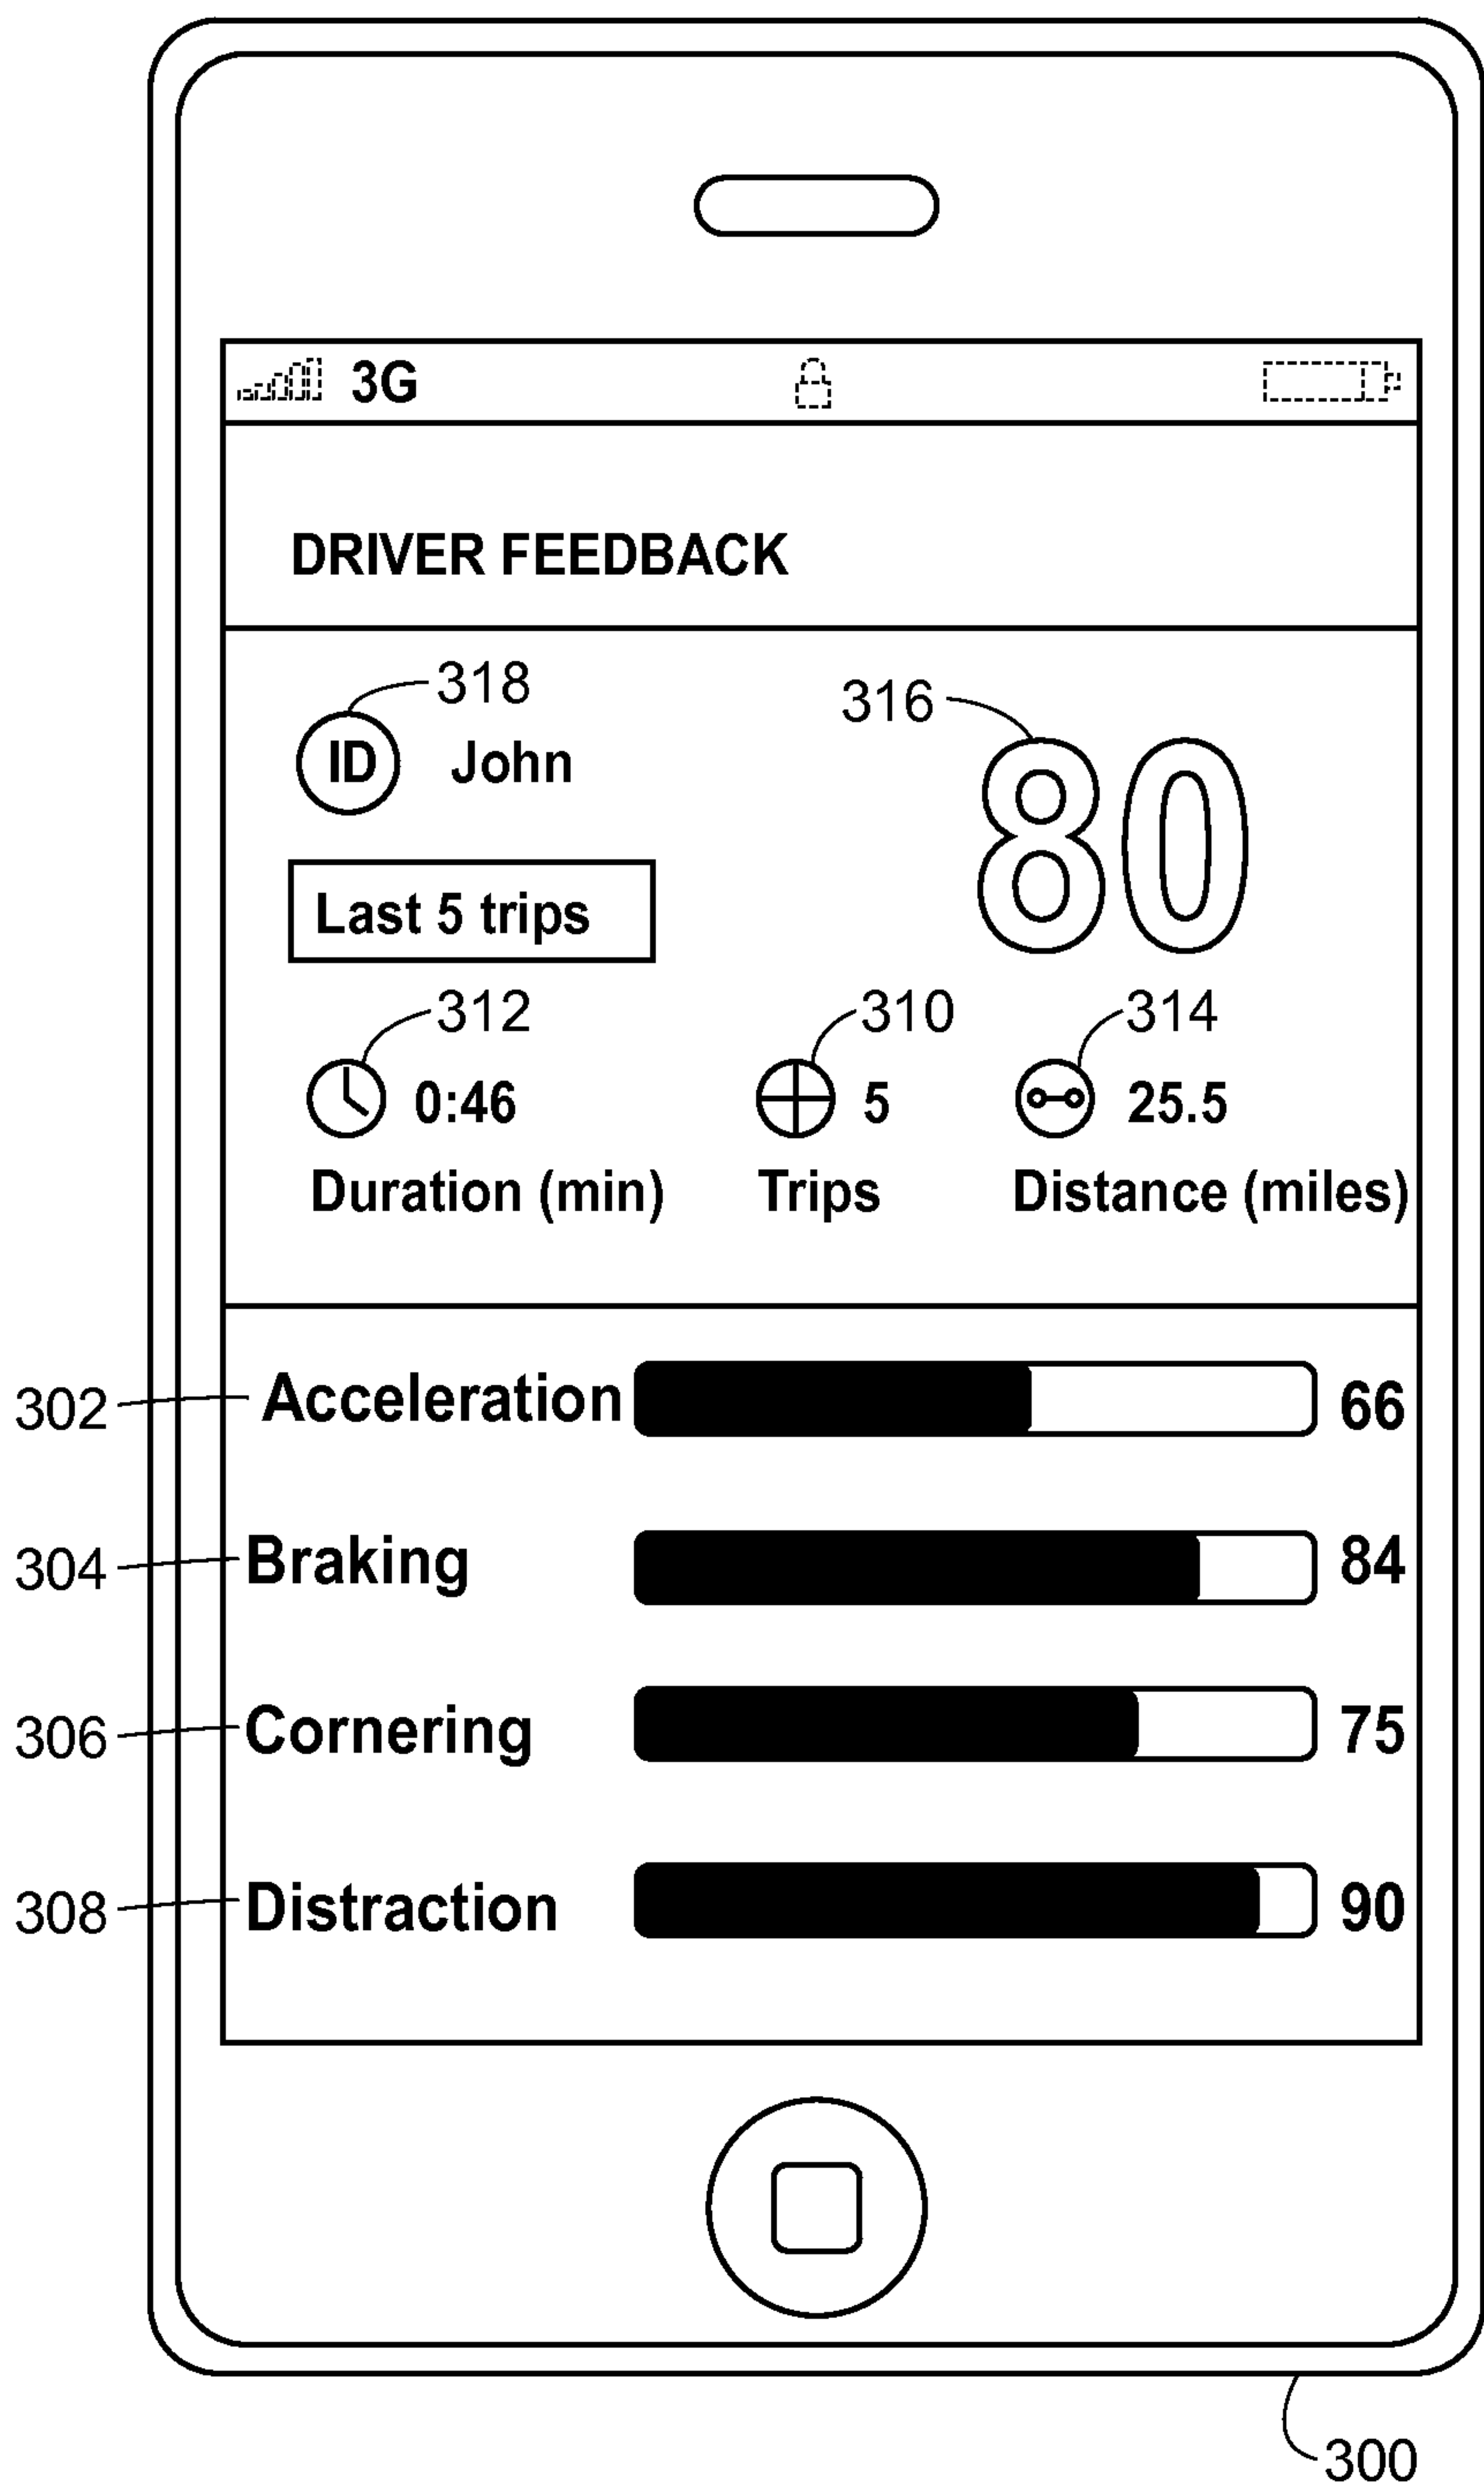 3G
DRIVER FEEDBACK
318
316
ID John
80
Last 5 trips
312 310 314
0:46 5 25.5
Duration (min) Trips Distance (miles)
302 Acceleration 66
304 Braking 84
306 Cornering 75
308 Distraction 90
300